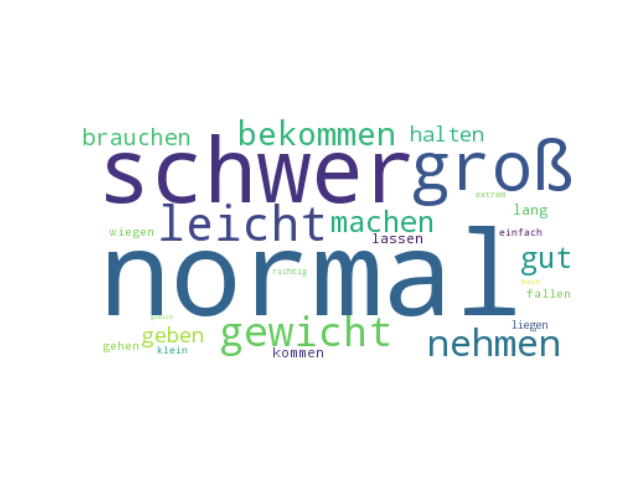 brauchen bekommen halten
schwer groß
extrem
leicht machen lang
wiegen lassen einfach
normal gut
richtig
hoch
fallen
gleich
geben gewicht nehmen liegen
gehen klein kommen